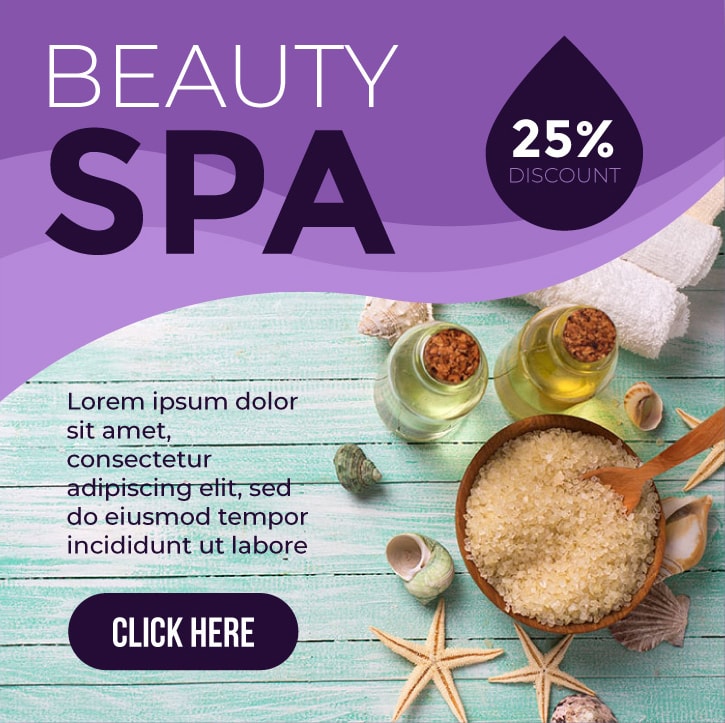 BEAUTY
SPA
25%
DISCOUNT
Lorem ipsum dolor
sit amet,
consectetur
adipiscing elit, sed
do eiusmod tempor
incididunt ut labore
CLICK HERE